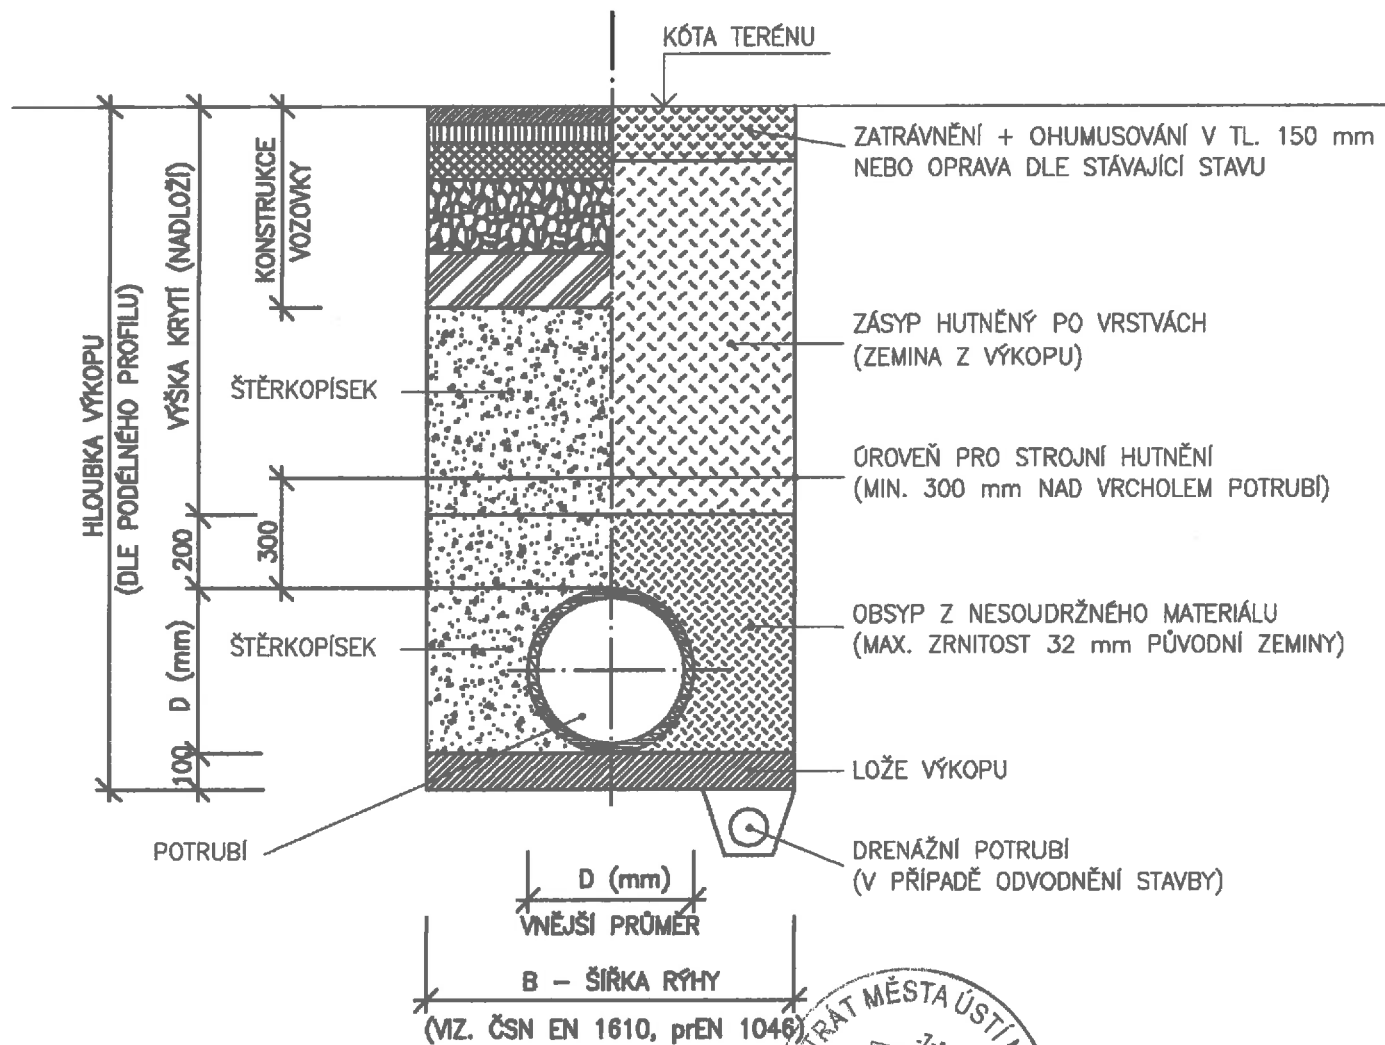 KÓTA TERÉNU
ZATRÁVNĚNÍ + OHUMUSOVÁNÍ V TL. 150 mm
NEBO OPRAVA DLE STÁVAJÍCÍ STAVU
KONSTRUKCE
VOZOVKY
VÝŠKA KRYTÍ (NADLOŽÍ)
HLOUBKA VÝKOPU
(DLE PODÉLNÉHO PROFILU)
ZÁSYP HUTNĚNÝ PO VRSTVÁCH
(ZEMINA Z VÝKOPU)
ŠTĚRKOPÍSEK
ÚROVEŇ PRO STROJNÍ HUTNĚNÍ
(MIN. 300 mm NAD VRCHOLEM POTRUBÍ)
200
300
OBSYP Z NESOUDRŽNÉHO MATERIÁLU
(MAX. ZRNITOST 32 mm PŮVODNÍ ZEMINY)
ŠTĚRKOPÍSEK
D (mm)
100
LOŽE VÝKOPU
POTRUBÍ
DRENÁŽNÍ POTRUBÍ
(V PŘÍPADĚ ODVODNĚNÍ STAVBY)
D (mm)
VNĚJŠÍ PRŮMĚR
B – ŠÍŘKA RÝHY
(VIZ. ČSN EN 1610, prEN 1046)
MĚSTA ÚSTÍ